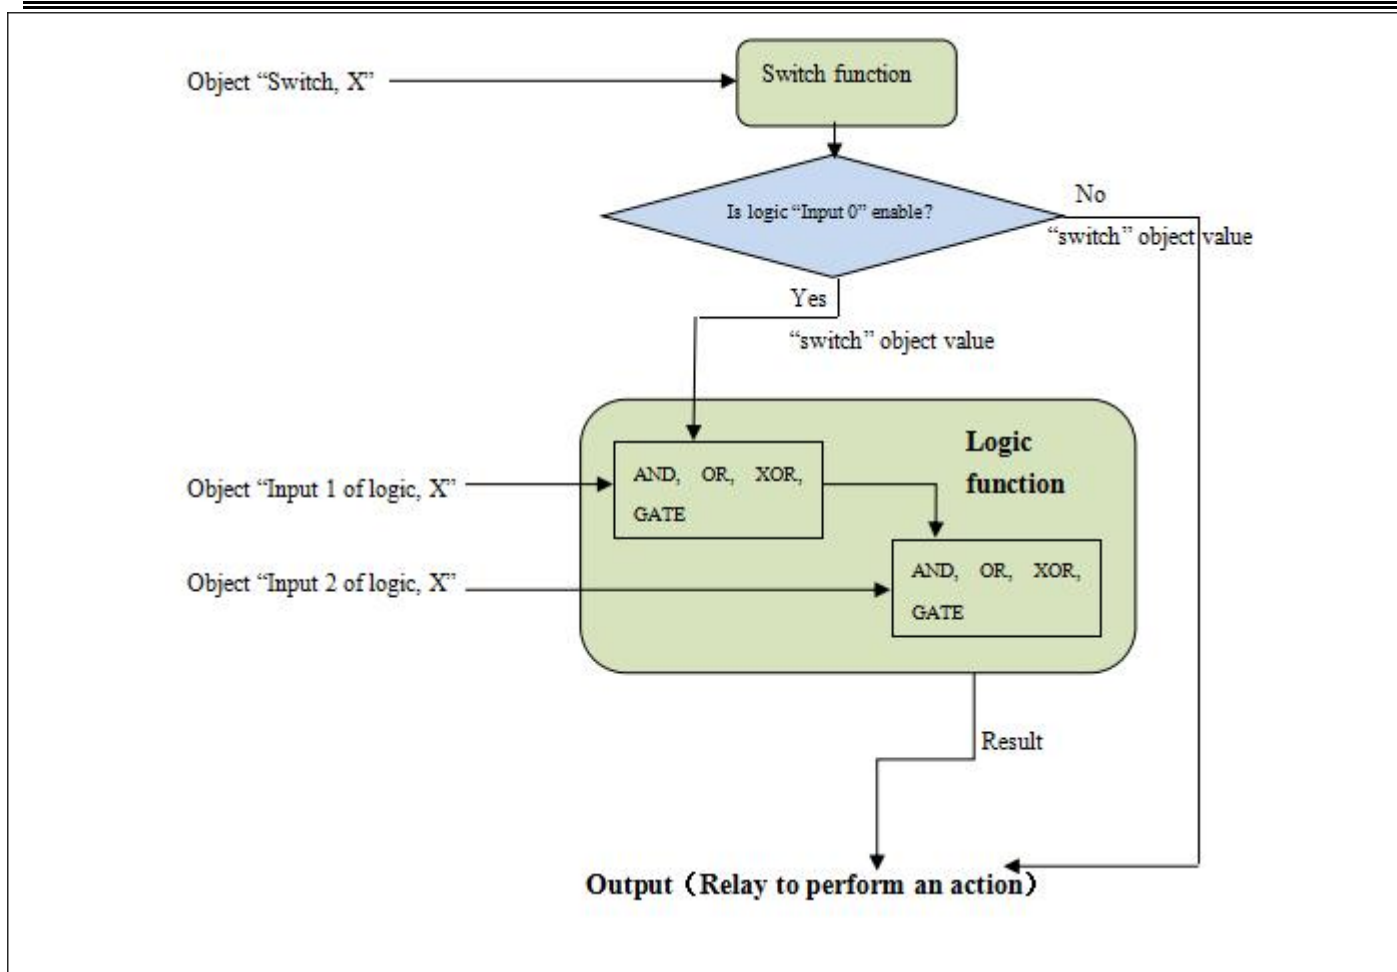 Object “Switch, X”
Switch function
Is logic “Input 0” enable?
No
“switch” object value
Yes
“switch” object value
Logic
function
Object “Input 1 of logic, X”
AND, OR, XOR,
GATE
Object “Input 2 of logic, X”
AND, OR, XOR,
GATE
Result
Output（Relay to perform an action）